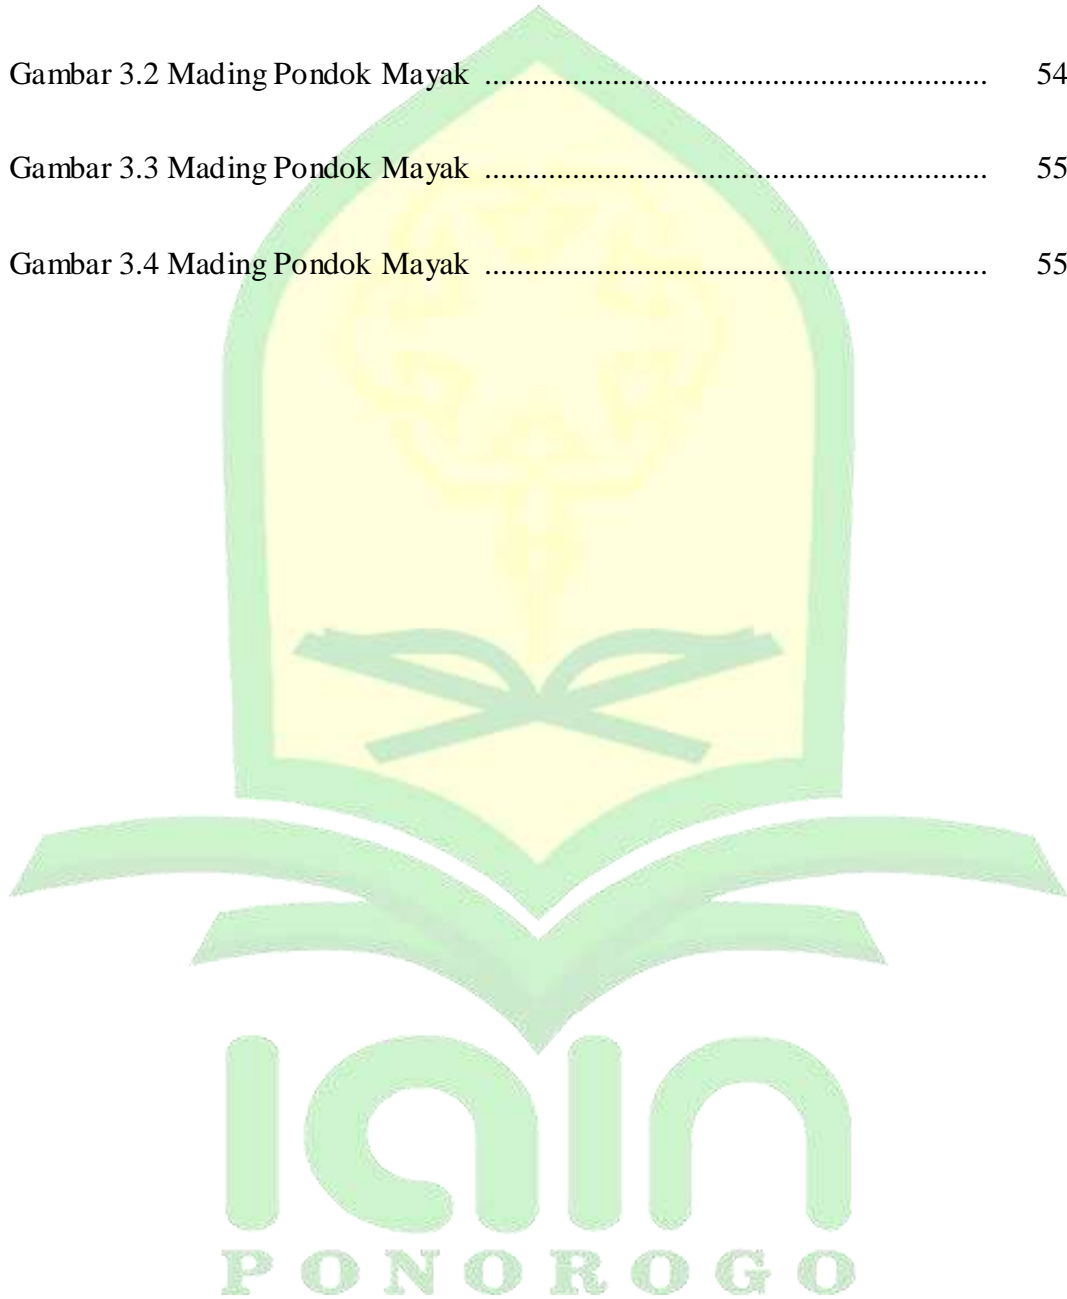 Gambar 3.2 Mading Pondok Mayak ................................................................ 54
Gambar 3.3 Mading Pondok Mayak ................................................................ 55
Gambar 3.4 Mading Pondok Mayak ................................................................ 55
iain
PONOROGO